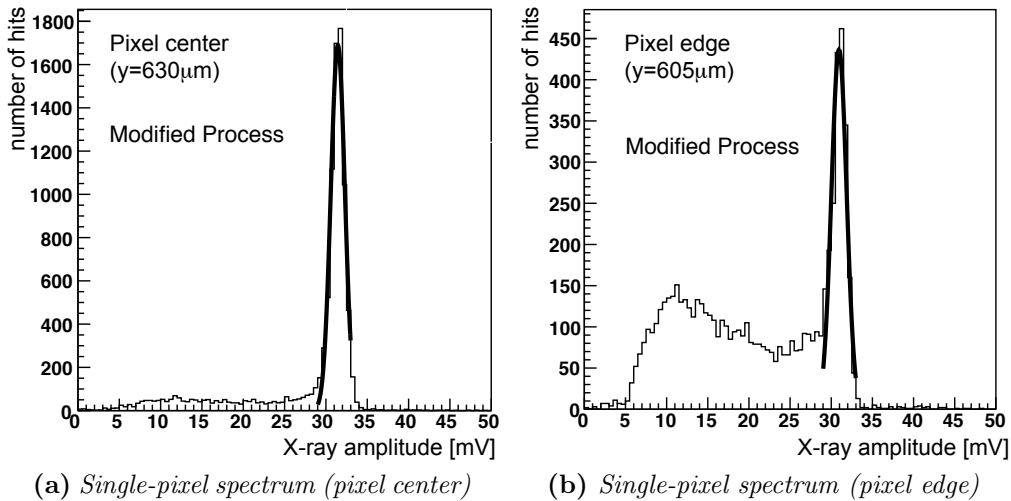 number of hits
1800
1600
1400
1200
1000
800
600
400
200
0
Pixel center
(y=630μm)
Modified Process
0 5 10 15 20 25 30 35 40 45 50
X-ray amplitude [mV]
(a) Single-pixel spectrum (pixel center)
number of hits
450
400
350
300
250
200
150
100
50
0
Pixel edge
(y=605μm)
Modified Process
0 5 10 15 20 25 30 35 40 45 50
X-ray amplitude [mV]
(b) Single-pixel spectrum (pixel edge)